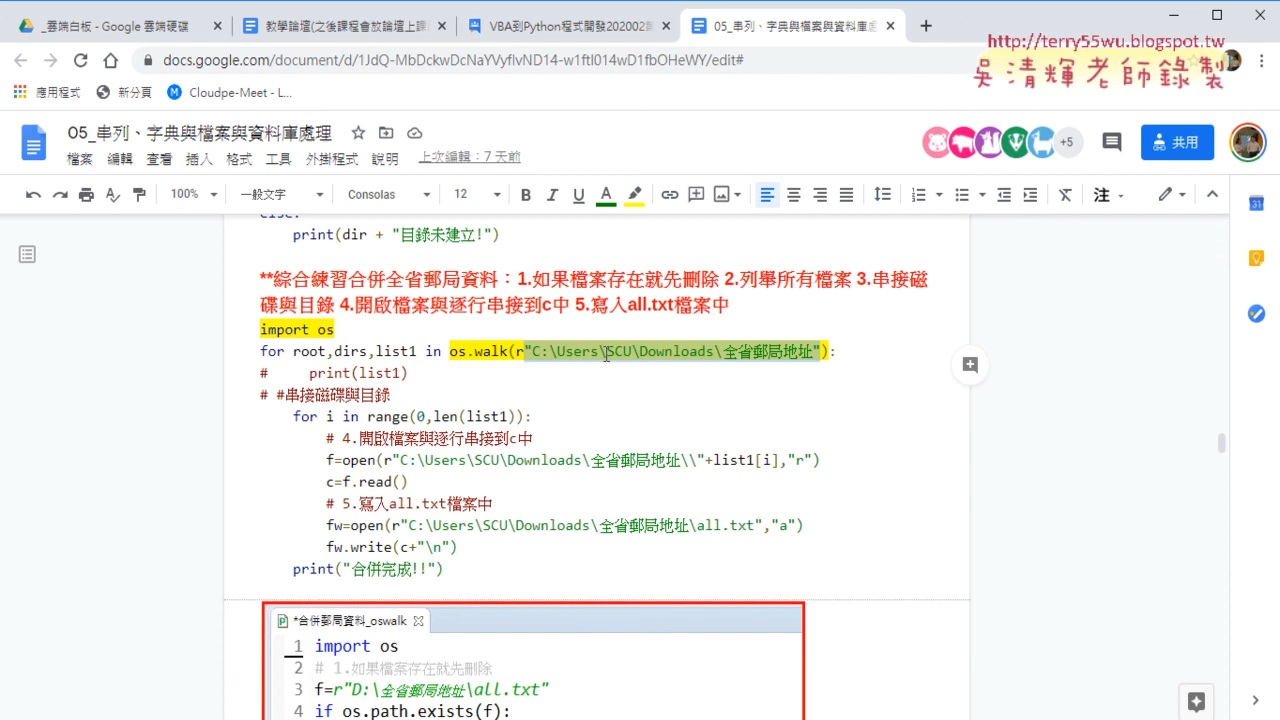 _雲端白板 - Google 雲端硬碟
教學論壇(之後課程會放論壇上課
VBA到Python程式開發202002
05_串列、字典與檔案與資料庫處
http://terry55wu.blogspot.tw
吳清輝老師錄製
docs.google.com/document/d/1JdQ-MbDckwDcNaYVyfIvND14-w1ftI014wD1fbOHeWY/edit#
應用程式
新分頁
Cloudpe-Meet - L...
05_串列、字典與檔案與資料庫處理
檔案 編輯 查看 插入 格式 工具 外掛程式 說明 上次編輯:7 天前
+5
共用
100% 一般文字 Consolas 12 B I U A 注
else:
print(dir + "目錄未建立!")
**綜合練習合併全省郵局資料:1.如果檔案存在就先刪除 2.列舉所有檔案 3.串接磁
碟與目錄 4.開啟檔案與逐行串接到c中 5.寫入all.txt檔案中
import os
for root,dirs,list1 in os.walk(r"C:\Users\SCU\Downloads\全省郵局地址"):
# print(list1)
# #串接磁碟與目錄
for i in range(0,len(list1)):
# 4.開啟檔案與逐行串接到c中
f=open(r"C:\Users\SCU\Downloads\全省郵局地址\\"+list1[i],"r")
c=f.read()
# 5.寫入all.txt檔案中
fw=open(r"C:\Users\SCU\Downloads\全省郵局地址\all.txt","a")
fw.write(c+"\n")
print("合併完成!!")
*合併郵局資料_oswalk
1 import os
2 # 1.如果檔案存在就先刪除
3 f=r"D:\全省郵局地址\all.txt"
4 if os.path.exists(f):